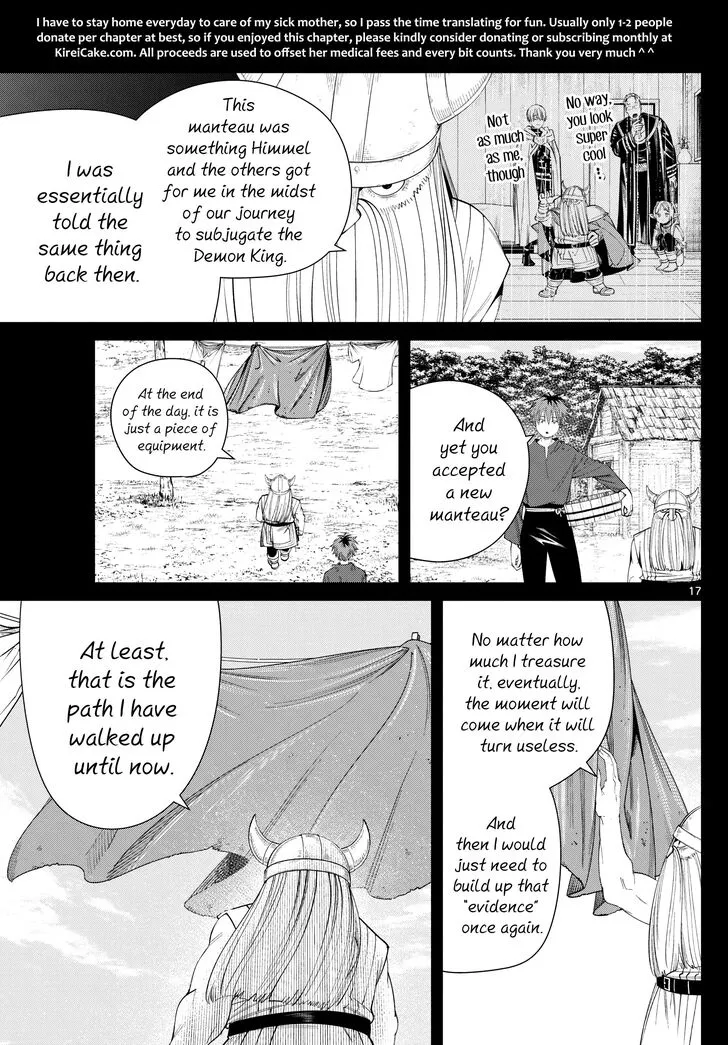 I have to stay home everyday to care of my sick mother, so I pass the time translating for fun. Usually only 1-2 people
donate per chapter at best, so if you enjoyed this chapter, please kindly consider donating or subscribing monthly at
KireiCake.com. All proceeds are used to offset her medical fees and every bit counts. Thank you very much ^ ^
No way,
you look
super
cool
...
Not
as much
as me,
though
This
manteau was
something Himmel
and the others got
for me in the midst
of our journey
to subjugate the
Demon King.
I was
essentially
told the
same thing
back then.
And
yet you
accepted
a new
manteau?
At the end
of the day, it is
just a piece of
equipment.
17
No matter how
much I treasure
it, eventually,
the moment will
come when it will
turn useless.
And
then I would
just need to
build up that
"evidence"
once again.
At least,
that is the
path I have
walked up
until now.